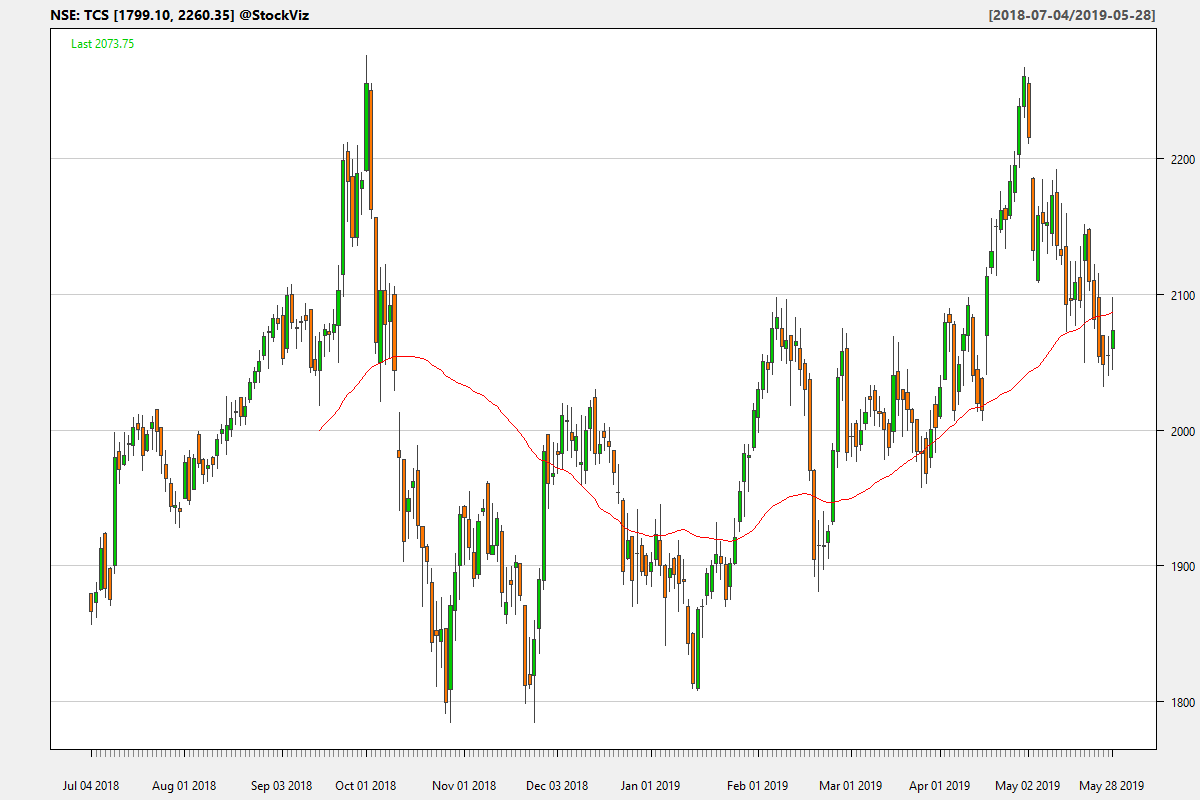 NSE: TCS [1799.10, 2260.35] @StockViz
[2018-07-04/2019-05-28]
Last 2073.75
2200
2100
2000
1900
1800
Jul 04 2018 Aug 01 2018 Sep 03 2018 Oct 01 2018 Nov 01 2018 Dec 03 2018 Jan 01 2019 Feb 01 2019 Mar 01 2019 Apr 01 2019 May 02 2019 May 28 2019